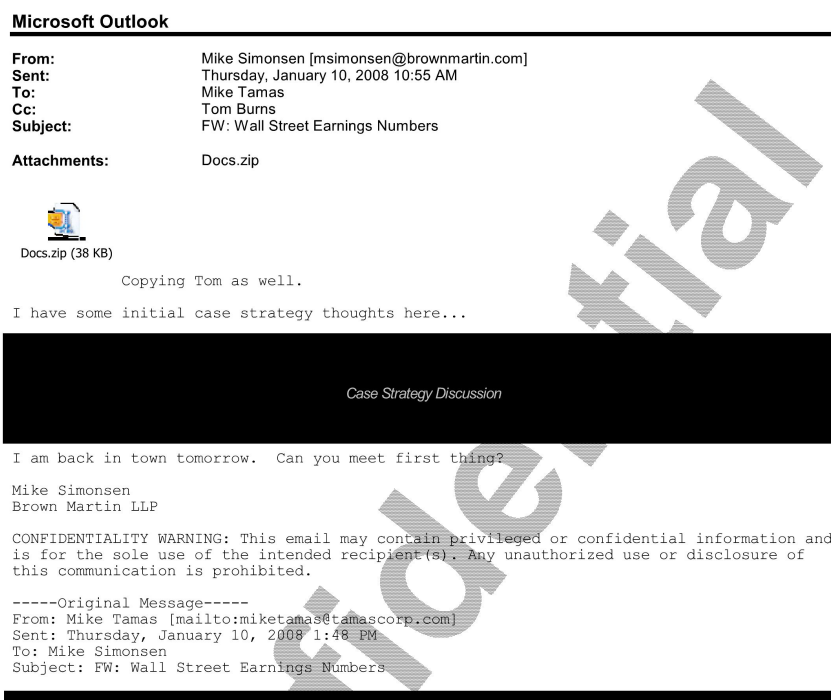 Microsoft Outlook
From: Mike Simonsen [msimonsen@brownmartin.com]
Sent: Thursday, January 10, 2008 10:55 AM
To: Mike Tamas
Cc: Tom Burns
Subject: FW: Wall Street Earnings Numbers
Attachments: Docs.zip
Docs.zip (38 KB)
Copying Tom as well.
I have some initial case strategy thoughts here...
Case Strategy Discussion
I am back in town tomorrow. Can you meet first thing?
Mike Simonsen
Brown Martin LLP
CONFIDENTIALITY WARNING: This email may contain privileged or confidential information and
is for the sole use of the intended recipient(s). Any unauthorized use or disclosure of
this communication is prohibited.
-----Original Message-----
From: Mike Tamas [mailto:miketamas@tamascorp.com]
Sent: Thursday, January 10, 2008 1:48 PM
To: Mike Simonsen
Subject: FW: Wall Street Earnings Numbers
fidential